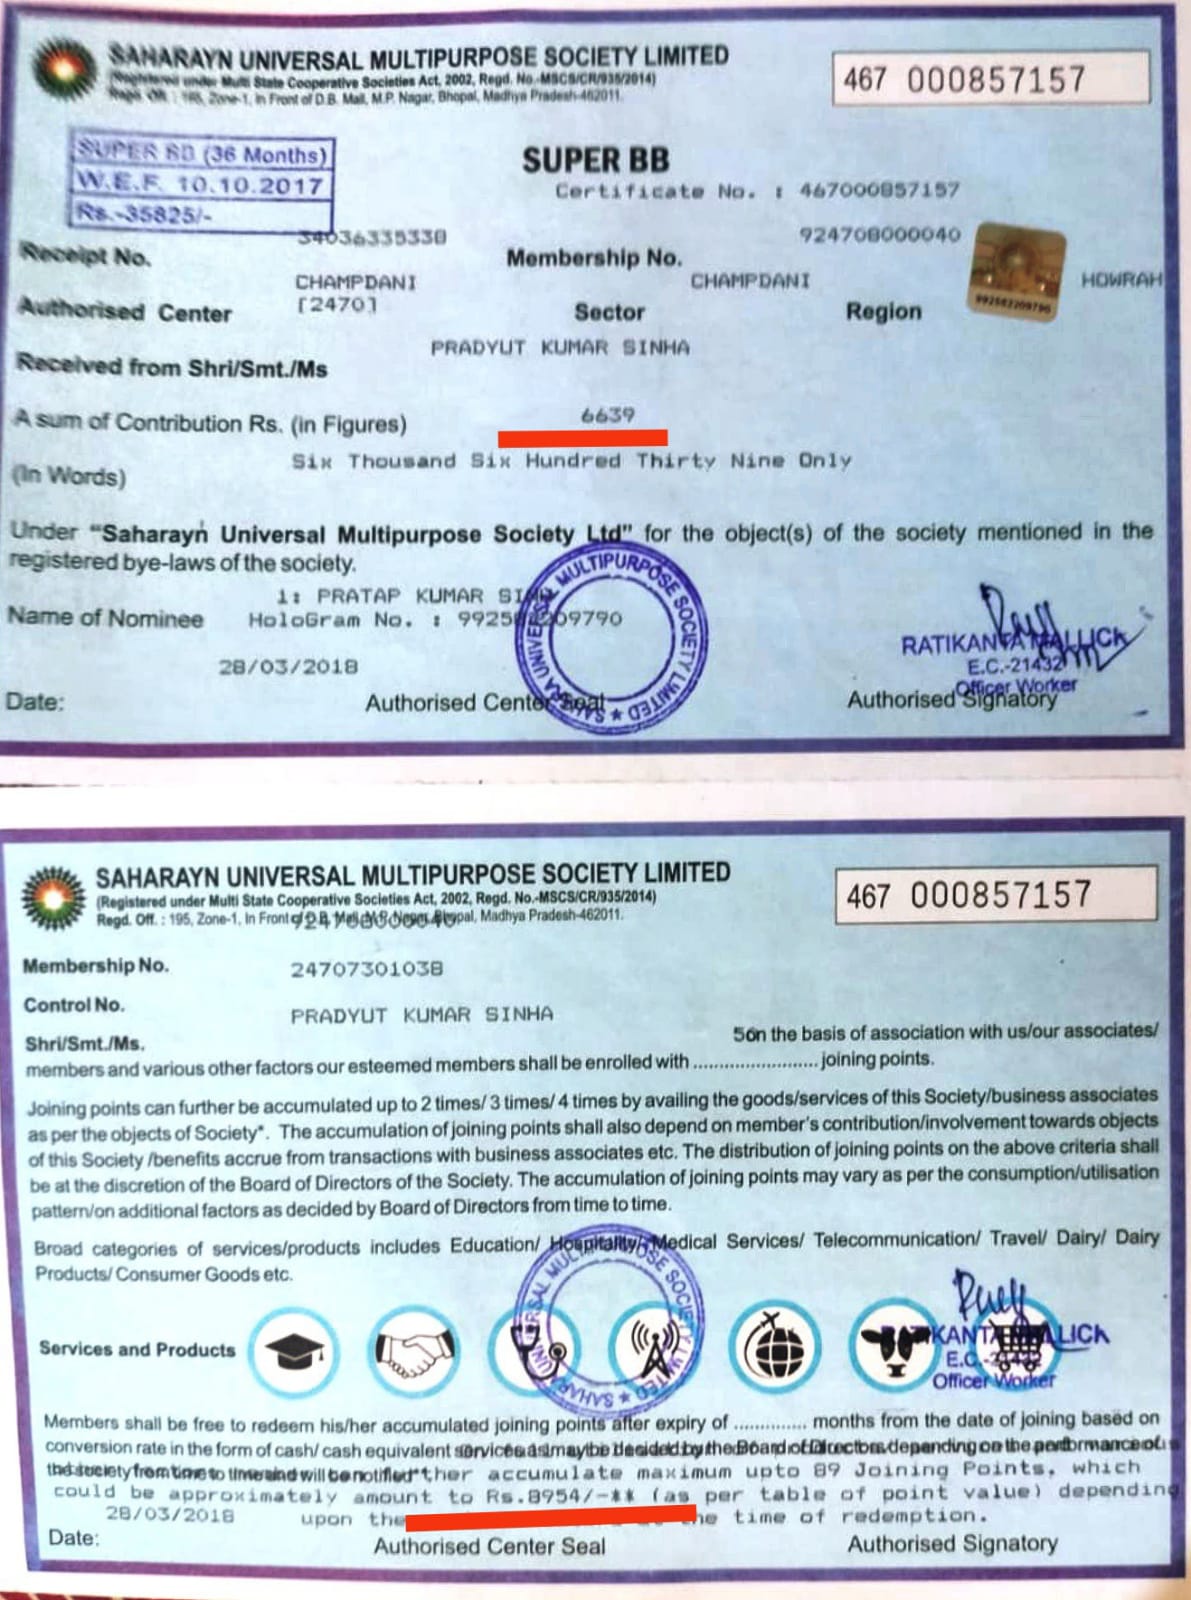 SAHARAYN UNIVERSAL MULTIPURPOSE SOCIETY LIMITED
(Registered under Multi State Cooperative Societies Act, 2002, Regd. No.-MSCS/CR/935/2014)
Regd. Off. : 195, Zone-1, In Front of D.B. Mall, M.P. Nagar, Bhopal, Madhya Pradesh-462011.
467 000857157
SUPER BB (36 Months)
W.E.F. 10.10.2017
Rs.-35825/-
SUPER BB
Certificate No. : 467000857157
34036335338 924708000040
Receipt No. Membership No.
CHAMPDANI CHAMPDANI HOWRAH
[2470]
Authorised Center Sector Region
992582209790
PRADYUT KUMAR SINHA
Received from Shri/Smt./Ms
6639
A sum of Contribution Rs. (in Figures)
Six Thousand Six Hundred Thirty Nine Only
(In Words)
Under “Saharayn Universal Multipurpose Society Ltd” for the object(s) of the society mentioned in the
registered bye-laws of the society.
1: PRATAP KUMAR
Name of Nominee HoloGram No. : 992582209790
28/03/2018
RATIKANTA MALLICK
E.C.-21432
Officer Worker
Date: Authorised Center Seal Authorised Signatory
MULTIPURPOSE SOCIETY LIMITED ★ UNIVERSAL
SAHARAYN UNIVERSAL MULTIPURPOSE SOCIETY LIMITED
(Registered under Multi State Cooperative Societies Act, 2002, Regd. No.-MSCS/CR/935/2014)
Regd. Off. : 195, Zone-1, In Front Bhopal, Madhya Pradesh-462011.
924708000040
467 000857157
Membership No.
24707301038
Control No.
PRADYUT KUMAR SINHA
Shri/Smt./Ms.
on the basis of association with us/our associates/
members and various other factors our esteemed members shall be enrolled with ........................ joining points.
Joining points can further be accumulated up to 2 times/ 3 times/ 4 times by availing the goods/services of this Society/business associates
as per the objects of Society*. The accumulation of joining points shall also depend on member's contribution/involvement towards objects
of this Society /benefits accrue from transactions with business associates etc. The distribution of joining points on the above criteria shall
be at the discretion of the Board of Directors of the Society. The accumulation of joining points may vary as per the consumption/utilisation
pattern/on additional factors as decided by Board of Directors from time to time.
Broad categories of services/products includes Education/ Hospitality/ Medical Services/ Telecommunication/ Travel/ Dairy/ Dairy
Products/ Consumer Goods etc.
Services and Products
RATIKANTA MALLICK
E.C.-21432
Officer Worker
Members shall be free to redeem his/her accumulated joining points after expiry of .............. months from the date of joining based on
conversion rate in the form of cash/ cash equivalent services as may be decided by the Board of Directors depending on the performance of
the society from time to time and will be notified
accumulate maximum upto 89 Joining Points, which
could be approximately amount to Rs.8954/-** (as per table of point value) depending
28/03/2018 upon the the time of redemption.
Date: Authorised Center Seal Authorised Signatory